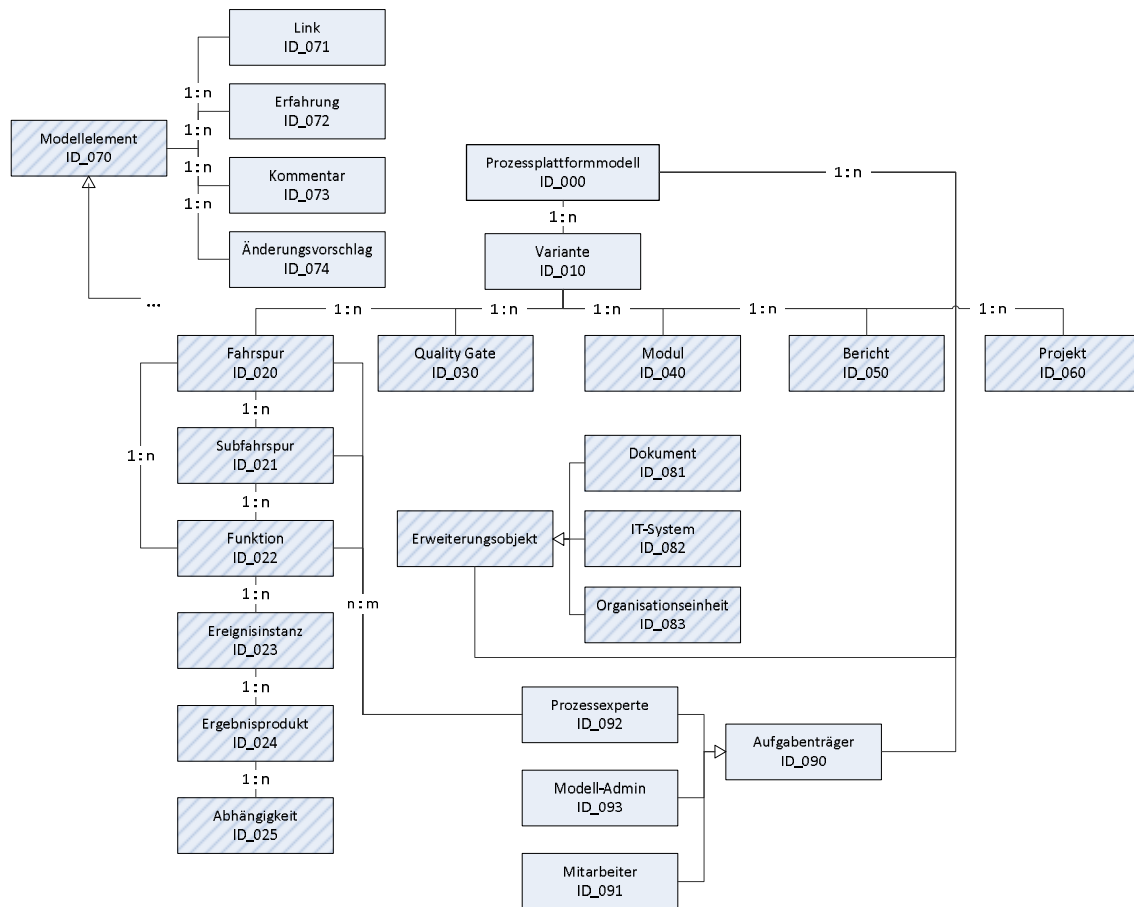 Link
ID_071
1:n
Erfahrung
ID_072
1:n
Modellelement
ID_070
1:n
Kommentar
ID_073
1:n
Änderungsvorschlag
ID_074
...
Prozessplattformmodell
ID_000
1:n
1:n
Variante
ID_010
1:n
1:n
1:n
1:n
1:n
Fahrspur
ID_020
Quality Gate
ID_030
Modul
ID_040
Bericht
ID_050
Projekt
ID_060
1:n
Subfahrspur
ID_021
1:n
1:n
Funktion
ID_022
1:n
n:m
Ereignisinstanz
ID_023
1:n
Ergebnisprodukt
ID_024
1:n
Abhängigkeit
ID_025
Dokument
ID_081
Erweiterungsobjekt
IT-System
ID_082
Organisationseinheit
ID_083
Prozessexperte
ID_092
Aufgabenträger
ID_090
Modell-Admin
ID_093
Mitarbeiter
ID_091